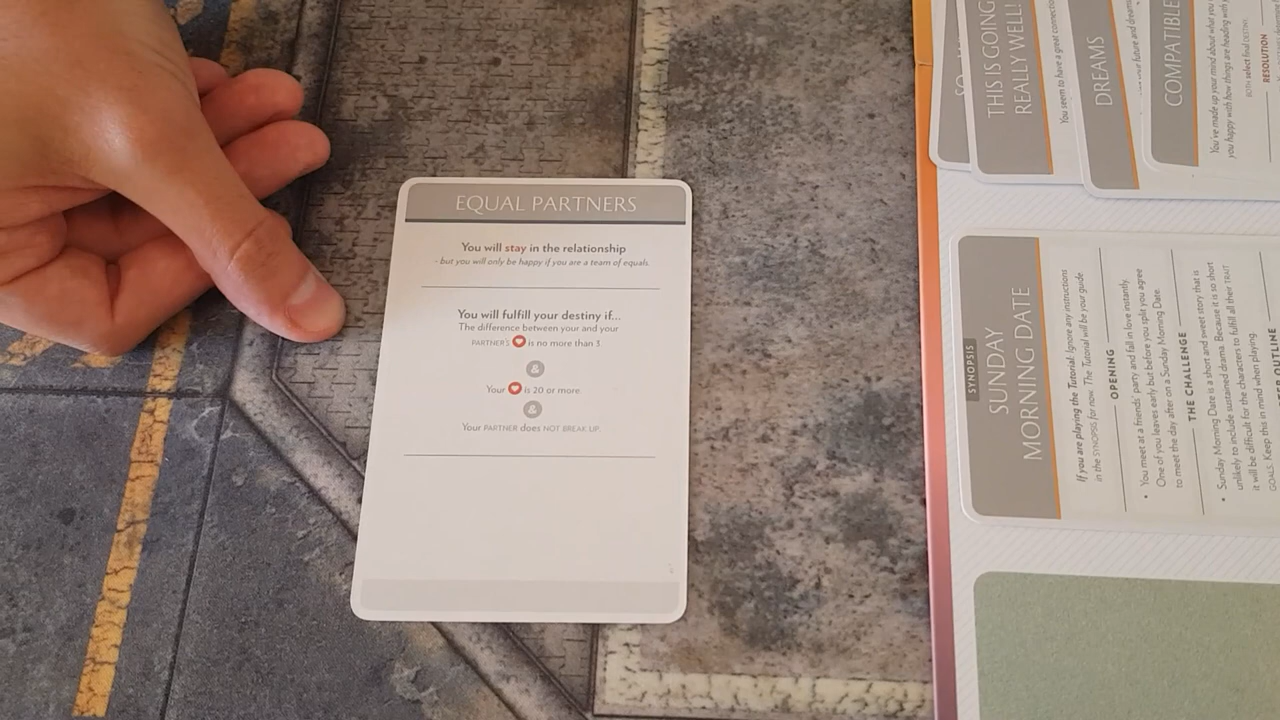 EQUAL PARTNERS
You will stay in the relationship
- but you will only be happy if you are a team of equals.
You will fulfill your destiny if...
The difference between your and your
PARTNER'S is no more than 3
&
Your is 20 or more.
&
Your PARTNER does NOT BREAK UP.
THIS IS GOING
REALLY WELL!
You seem to have a great connection
DREAMS
your future and dreams
COMPATIBLE
You've made up your mind about what you
you happy with how things are heading with
BOTH select final DESTINY.
RESOLUTION
SYNOPSIS
SUNDAY
MORNING DATE
If you are playing the Tutorial: Ignore any instructions
in the SYNOPSIS for now. The Tutorial will be your guide
OPENING
• You meet at a friends' party and fall in love instantly.
One of you leaves early but before you split you agree
to meet the day after on a Sunday Morning Date.
THE CHALLENGE
• Sunday Morning Date is a short and sweet story that is
unlikely to include sustained drama. Because it is so short
it will be difficult for the characters to fulfill all their TRAIT
GOALS. Keep this in mind when playing.
OUTLINE